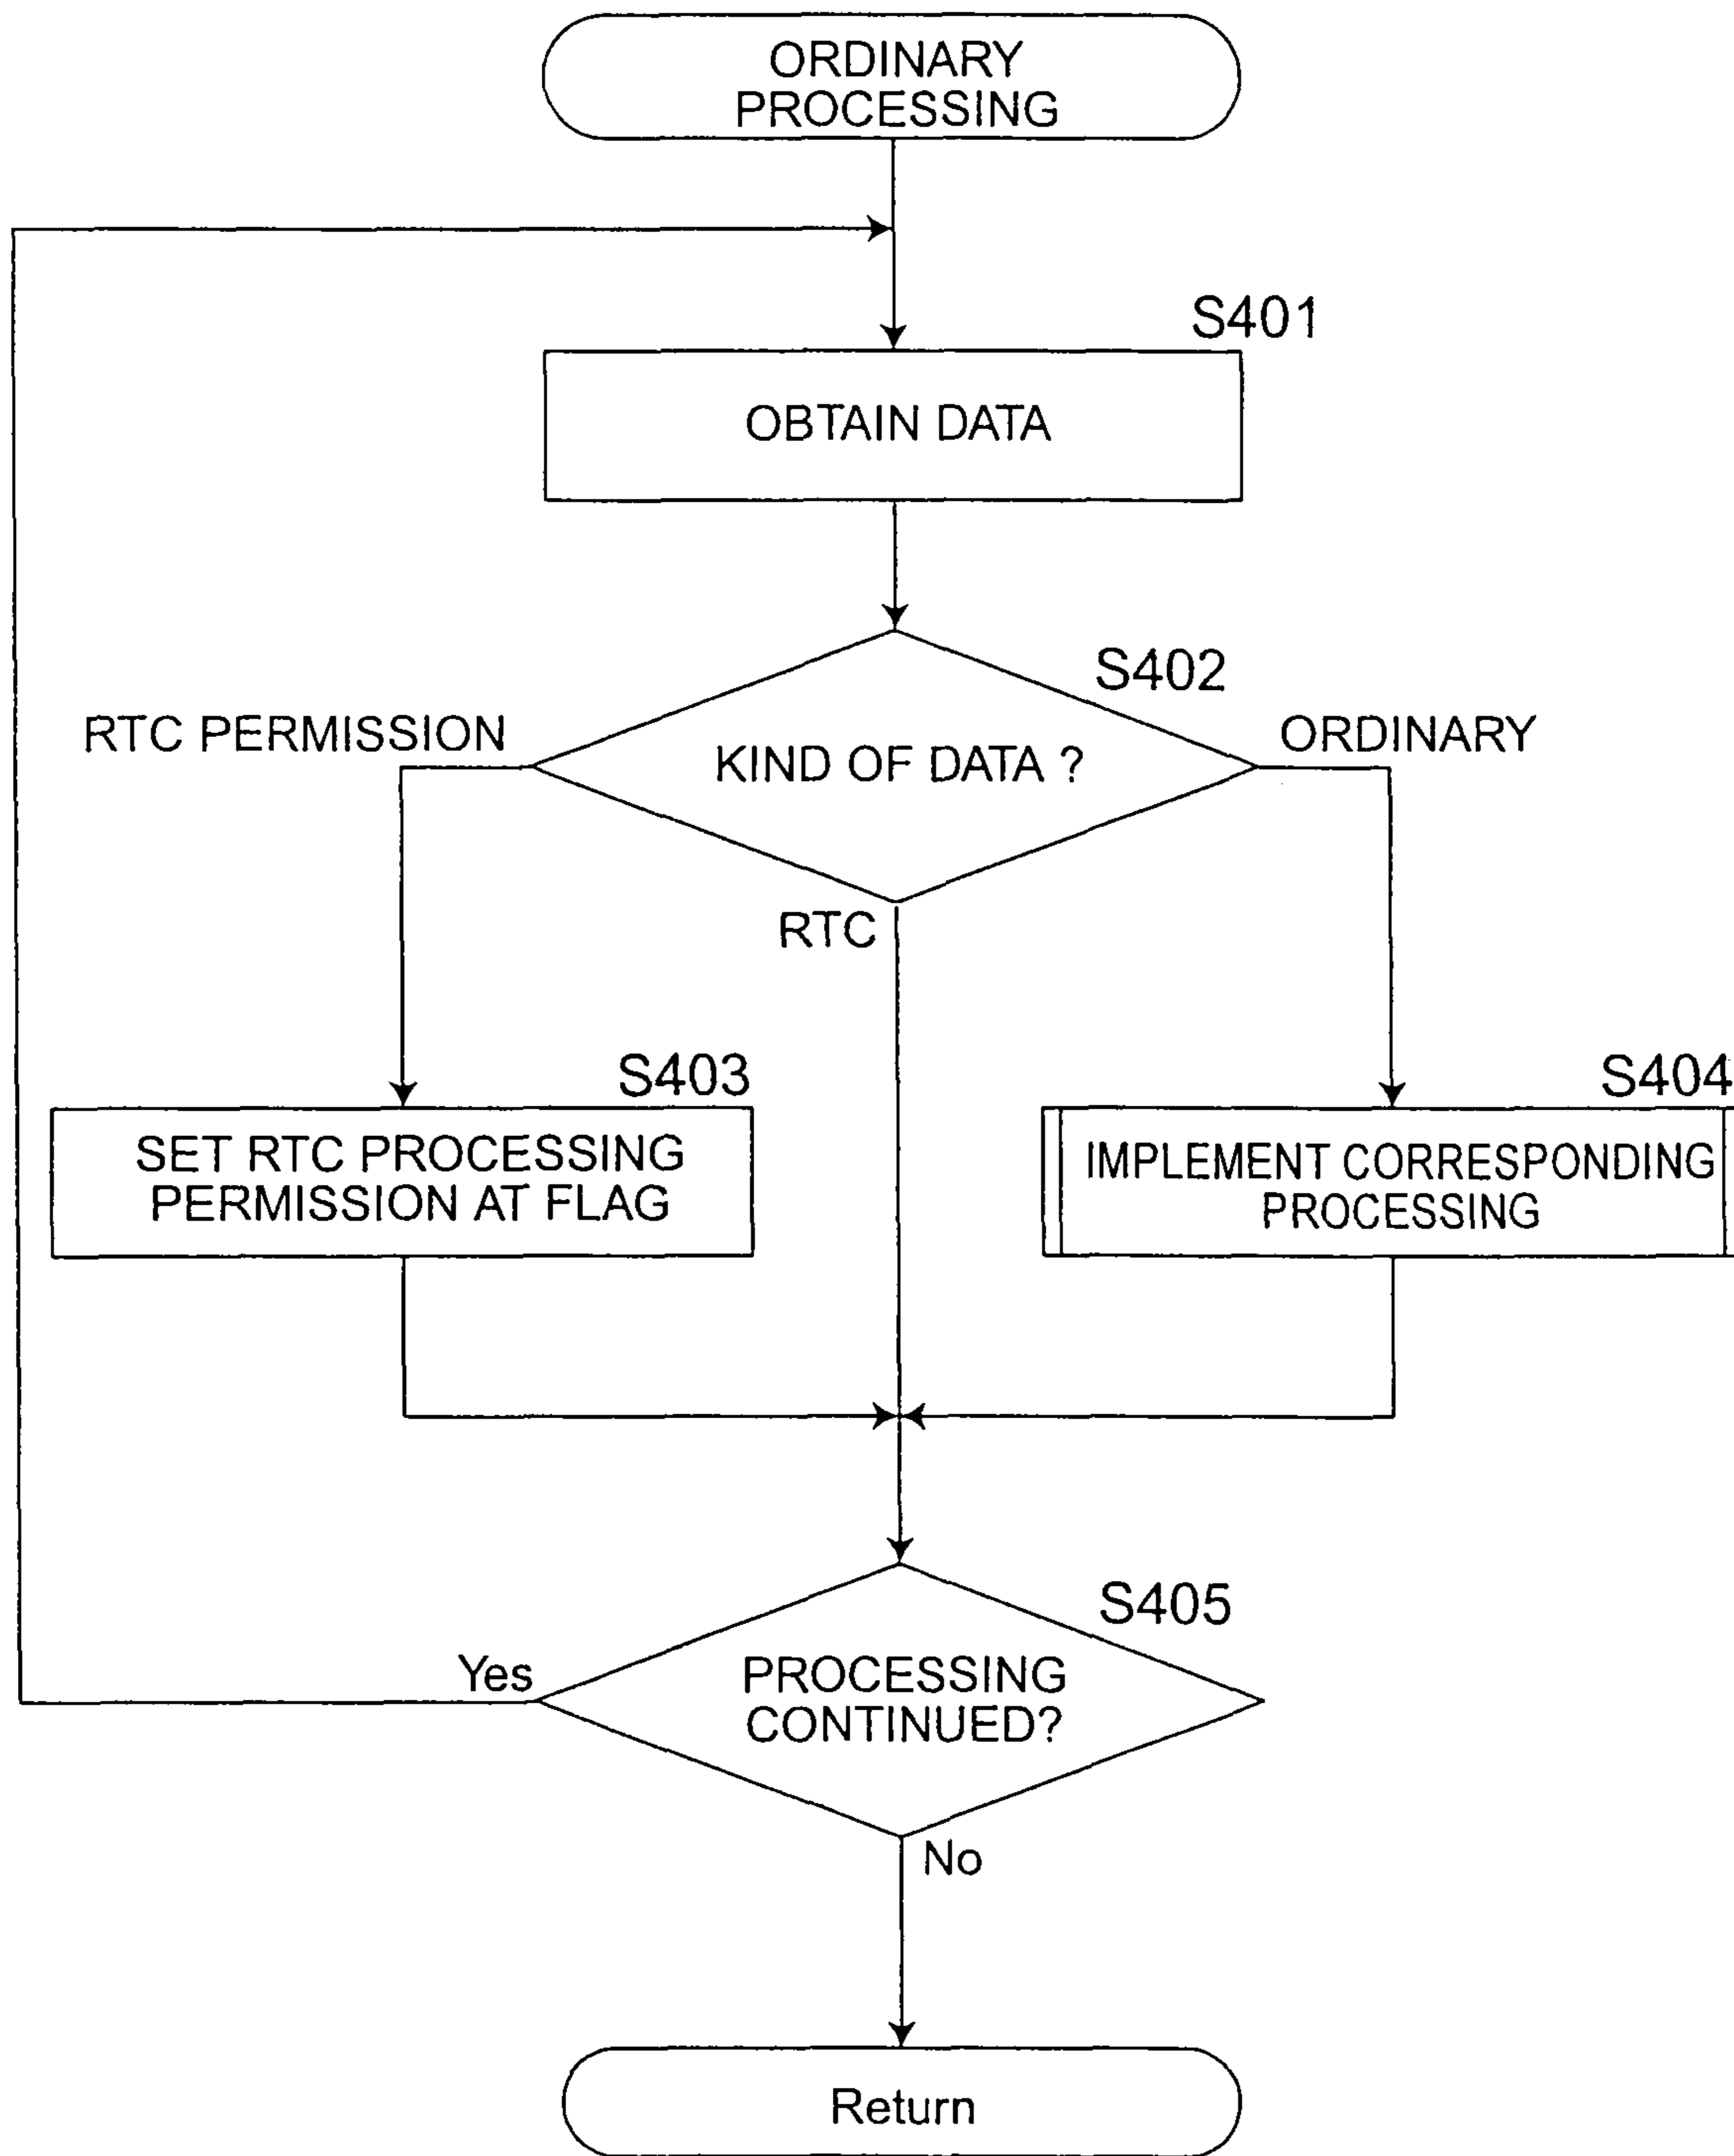 ORDINARY
PROCESSING
S401
OBTAIN DATA
S402
RTC PERMISSION
KIND OF DATA ?
ORDINARY
RTC
S403
S404
SET RTC PROCESSING
PERMISSION AT FLAG
IMPLEMENT CORRESPONDING
PROCESSING
S405
Yes
PROCESSING
CONTINUED?
No
Return